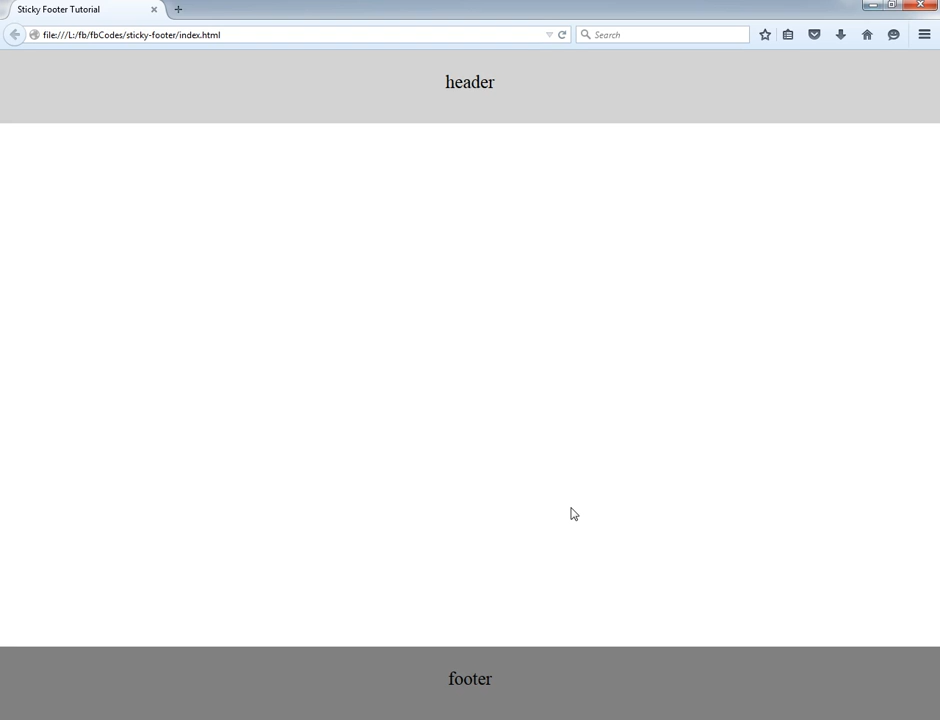 Sticky Footer Tutorial
file:///L:/fb/fbCodes/sticky-footer/index.html
Search
header
footer